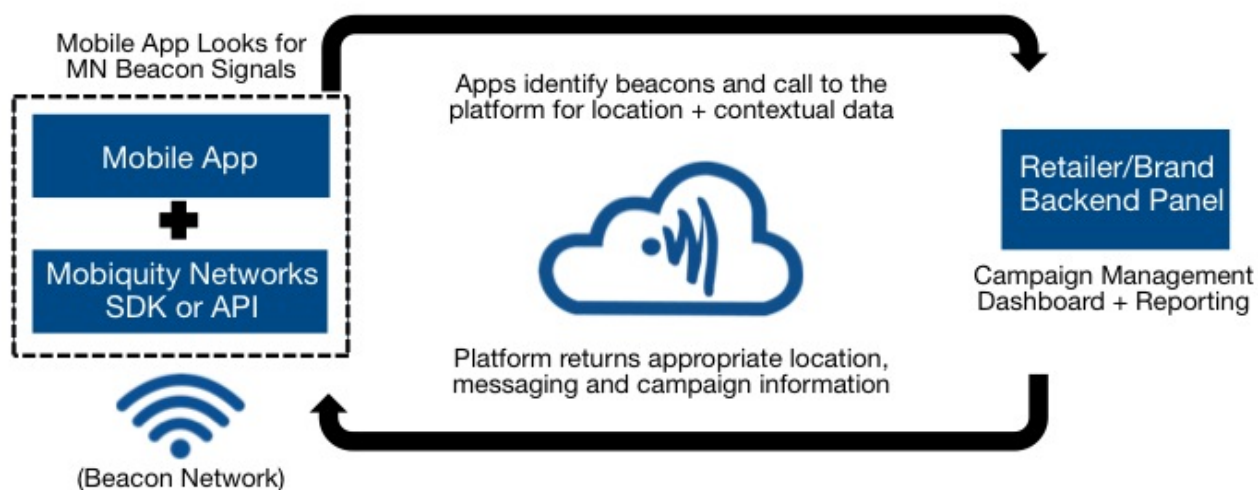 Mobile App Looks for
MN Beacon Signals
Mobile App
Mobiquity Networks
SDK or API
(Beacon Network)
Apps identify beacons and call to the
platform for location + contextual data
Platform returns appropriate location,
messaging and campaign information
Retailer/Brand
Backend Panel
Campaign Management
Dashboard + Reporting